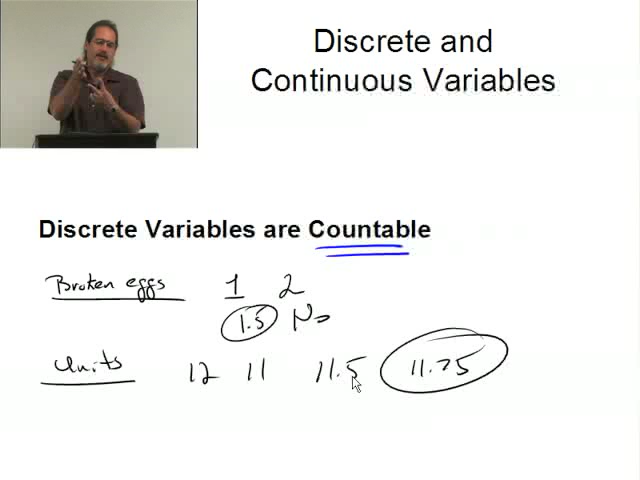 Discrete and
Continuous Variables
Discrete Variables are Countable
Broken eggs 1 2
1.5 No
Units 12 11 11.5 11.75